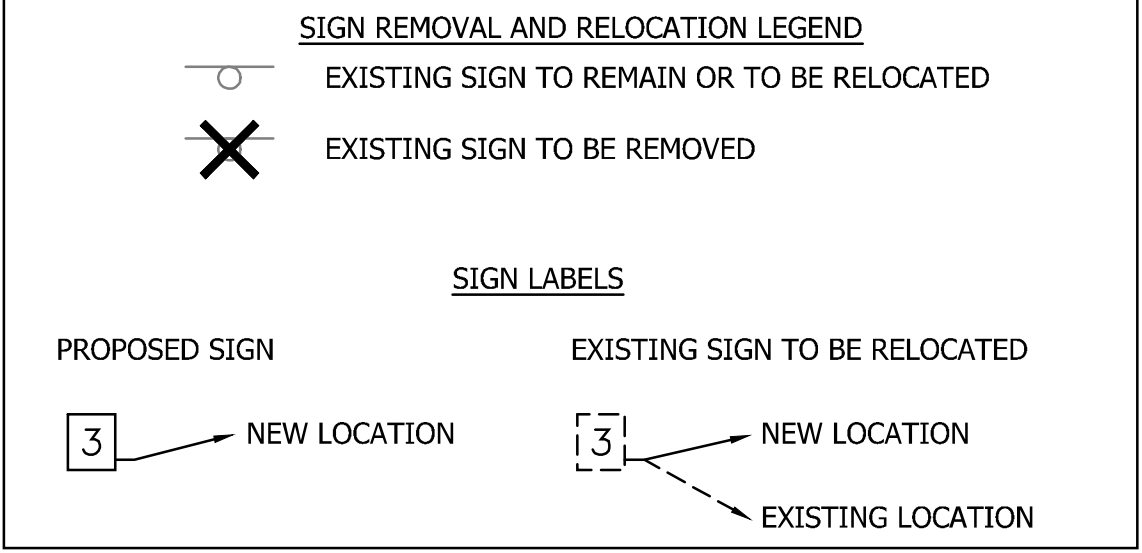 SIGN REMOVAL AND RELOCATION LEGEND
EXISTING SIGN TO REMAIN OR TO BE RELOCATED
EXISTING SIGN TO BE REMOVED
SIGN LABELS
PROPOSED SIGN
3
NEW LOCATION
EXISTING SIGN TO BE RELOCATED
3
NEW LOCATION
EXISTING LOCATION